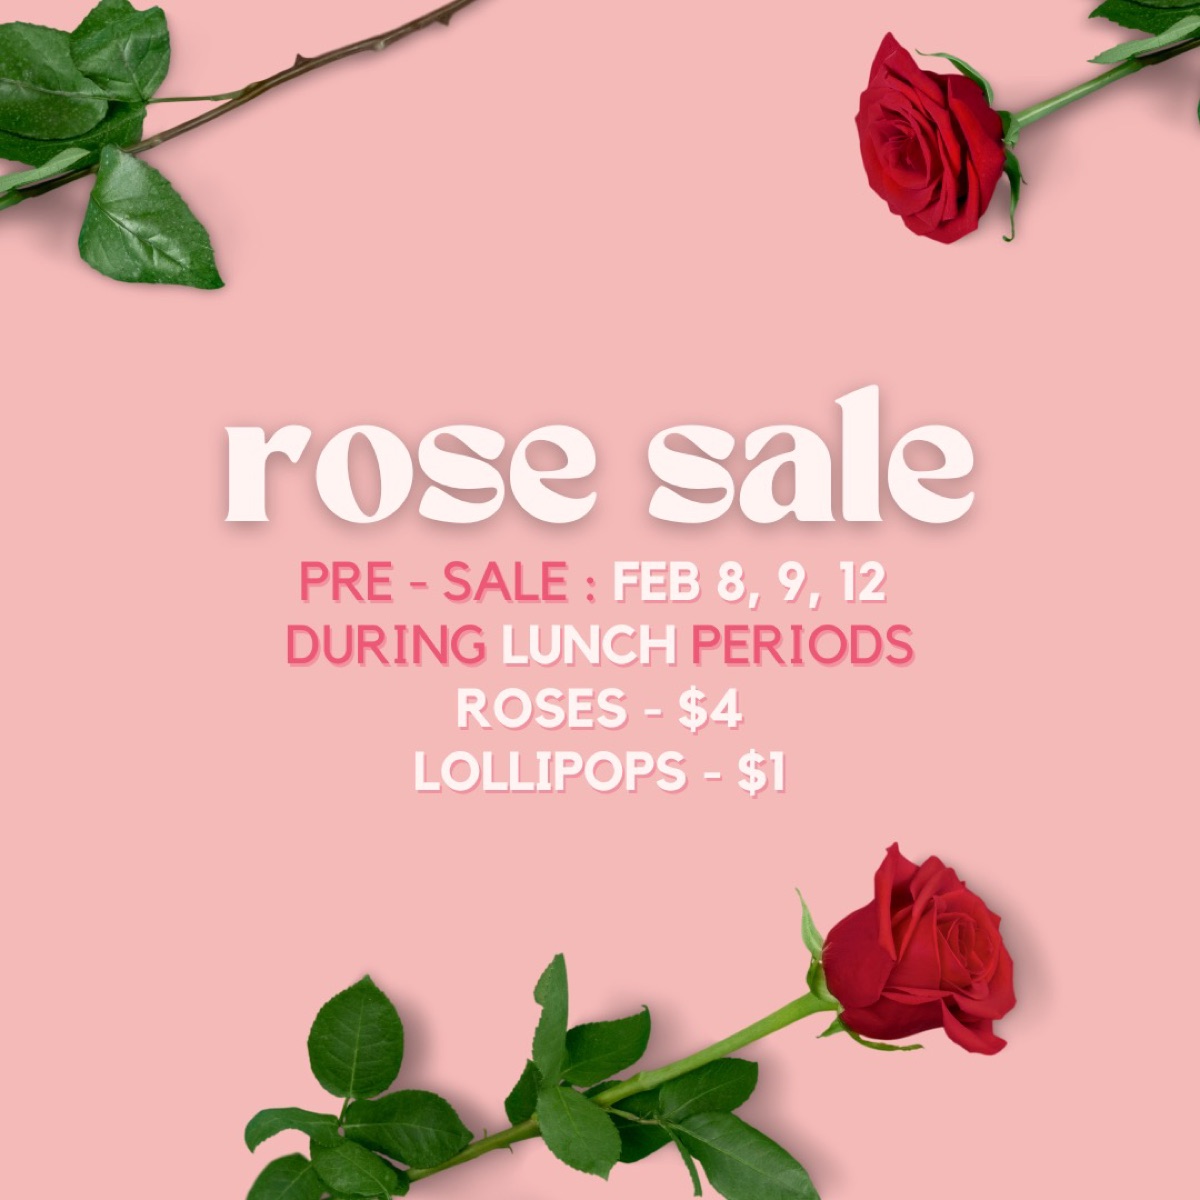 rose sale
PRE - SALE : FEB 8, 9, 12
DURING LUNCH PERIODS
ROSES - $4
LOLLIPOPS - $1